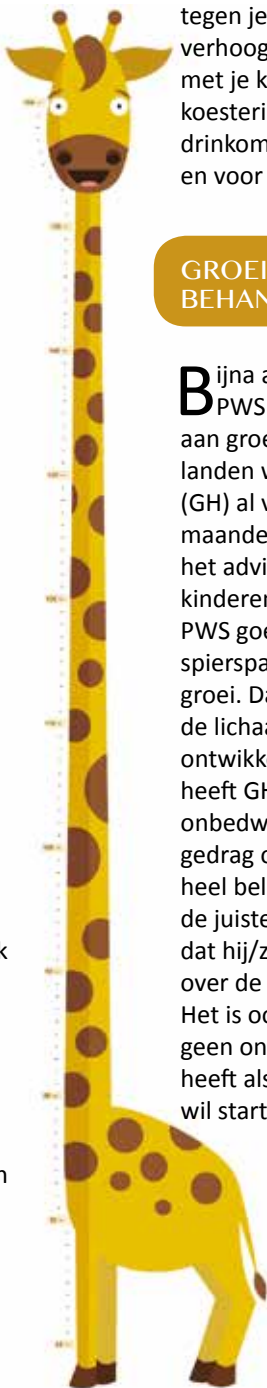 tegen je
verhoog
met je k
koesteri
drinkom
en voor
GROEI
BEHAN
Bijna a
PWS
aan groe
landen v
(GH) al v
maande
het advi
kinderen
PWS goe
spierspa
groei. Da
de lichaa
ontwikke
heeft GH
onbedw
gedrag o
heel bel
de juiste
k
dat hij/z
over de
Het is oo
geen on
heeft als
wil start
n